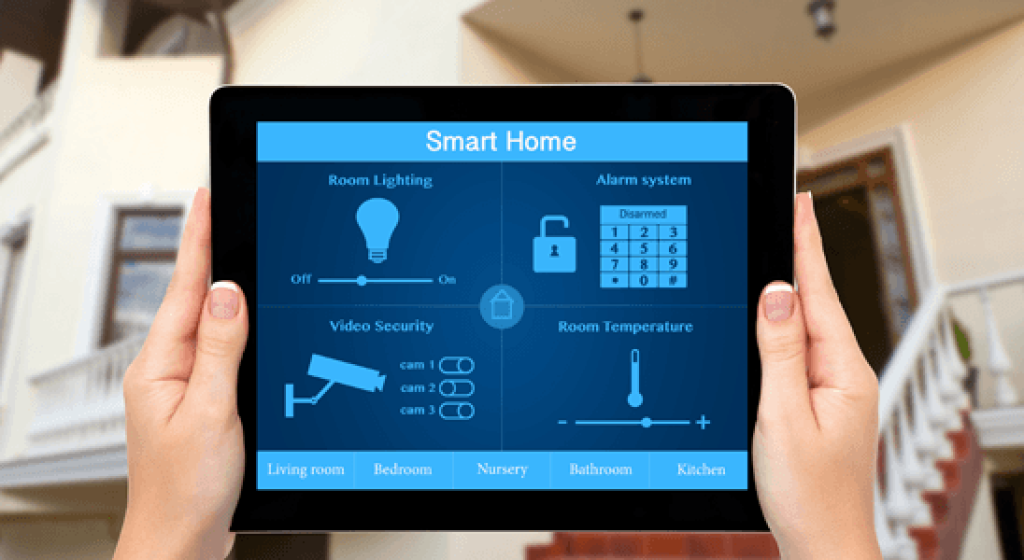 Smart Home
Room Lighting
Off On
Alarm system
Disarmed
1 2 3
4 5 6
7 8 9
* 0 #
Video Security
cam 1
cam 2
cam 3
Room Temperature
- +
Living room Bedroom Nursery Bathroom Kitchen